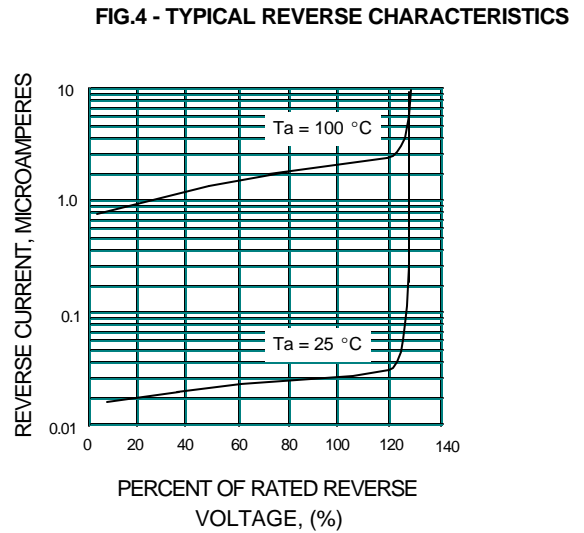 FIG.4 - TYPICAL REVERSE CHARACTERISTICS
REVERSE CURRENT, MICROAMPERES
10
1.0
0.1
0.01
Ta = 100 °C
Ta = 25 °C
0 20 40 60 80 100 120 140
PERCENT OF RATED REVERSE
VOLTAGE, (%)